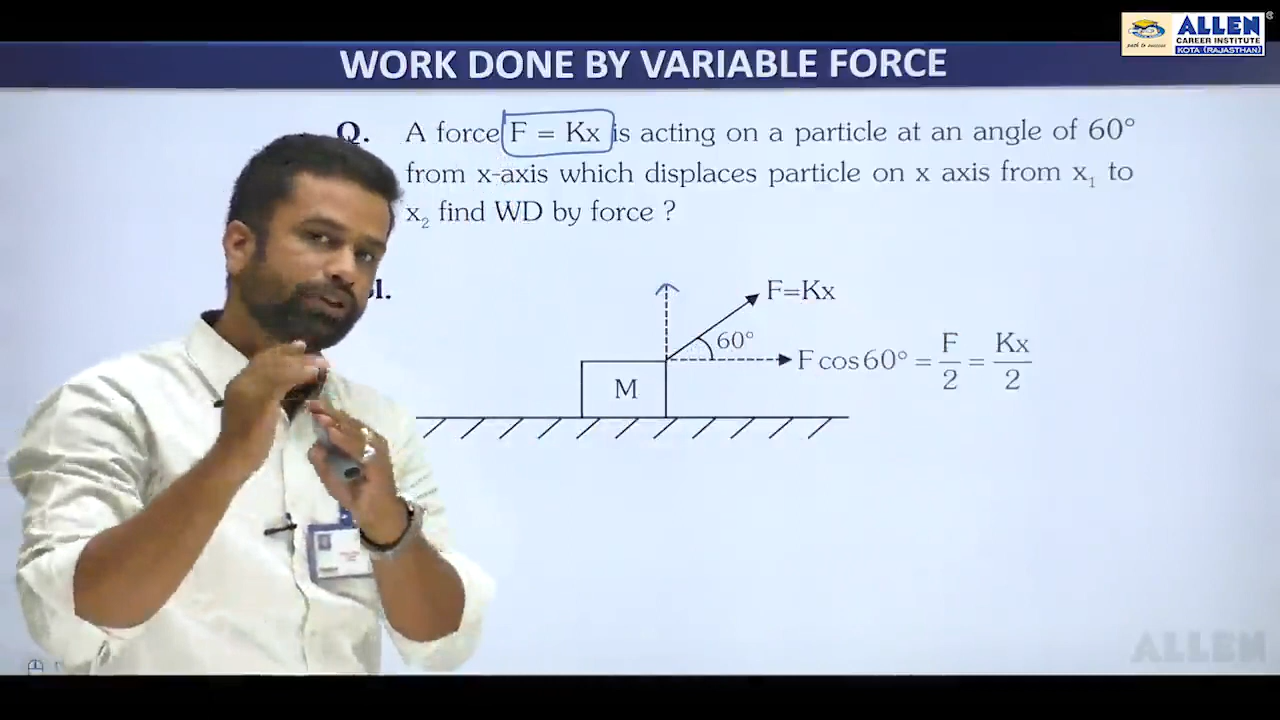 ALLEN
CAREER INSTITUTE
KOTA (RAJASTHAN)
WORK DONE BY VARIABLE FORCE
Q. A force F = Kx is acting on a particle at an angle of 60°
from x-axis which displaces particle on x axis from x₁ to
x₂ find WD by force ?
F=Kx
60°
F cos 60° = F/2 = Kx/2
M
ALLEN